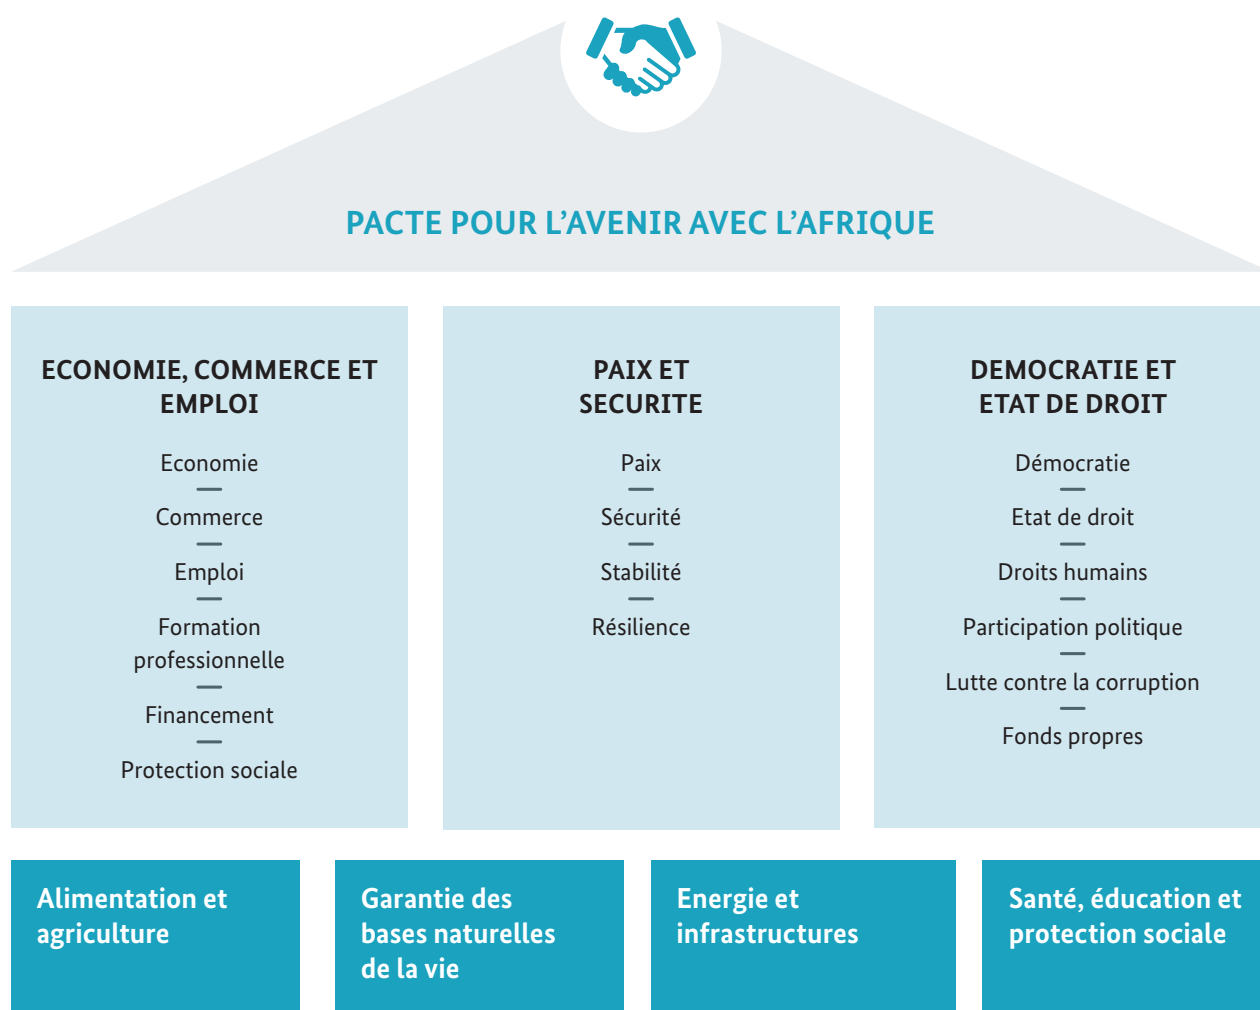 PACTE POUR L’AVENIR AVEC L’AFRIQUE
ECONOMIE, COMMERCE ET
EMPLOI
Economie
Commerce
Emploi
Formation
professionnelle
Financement
Protection sociale
PAIX ET
SECURITE
Paix
Sécurité
Stabilité
Résilience
DEMOCRATIE ET
ETAT DE DROIT
Démocratie
Etat de droit
Droits humains
Participation politique
Lutte contre la corruption
Fonds propres
Alimentation et
agriculture
Garantie des
bases naturelles
de la vie
Energie et
infrastructures
Santé, éducation et
protection sociale